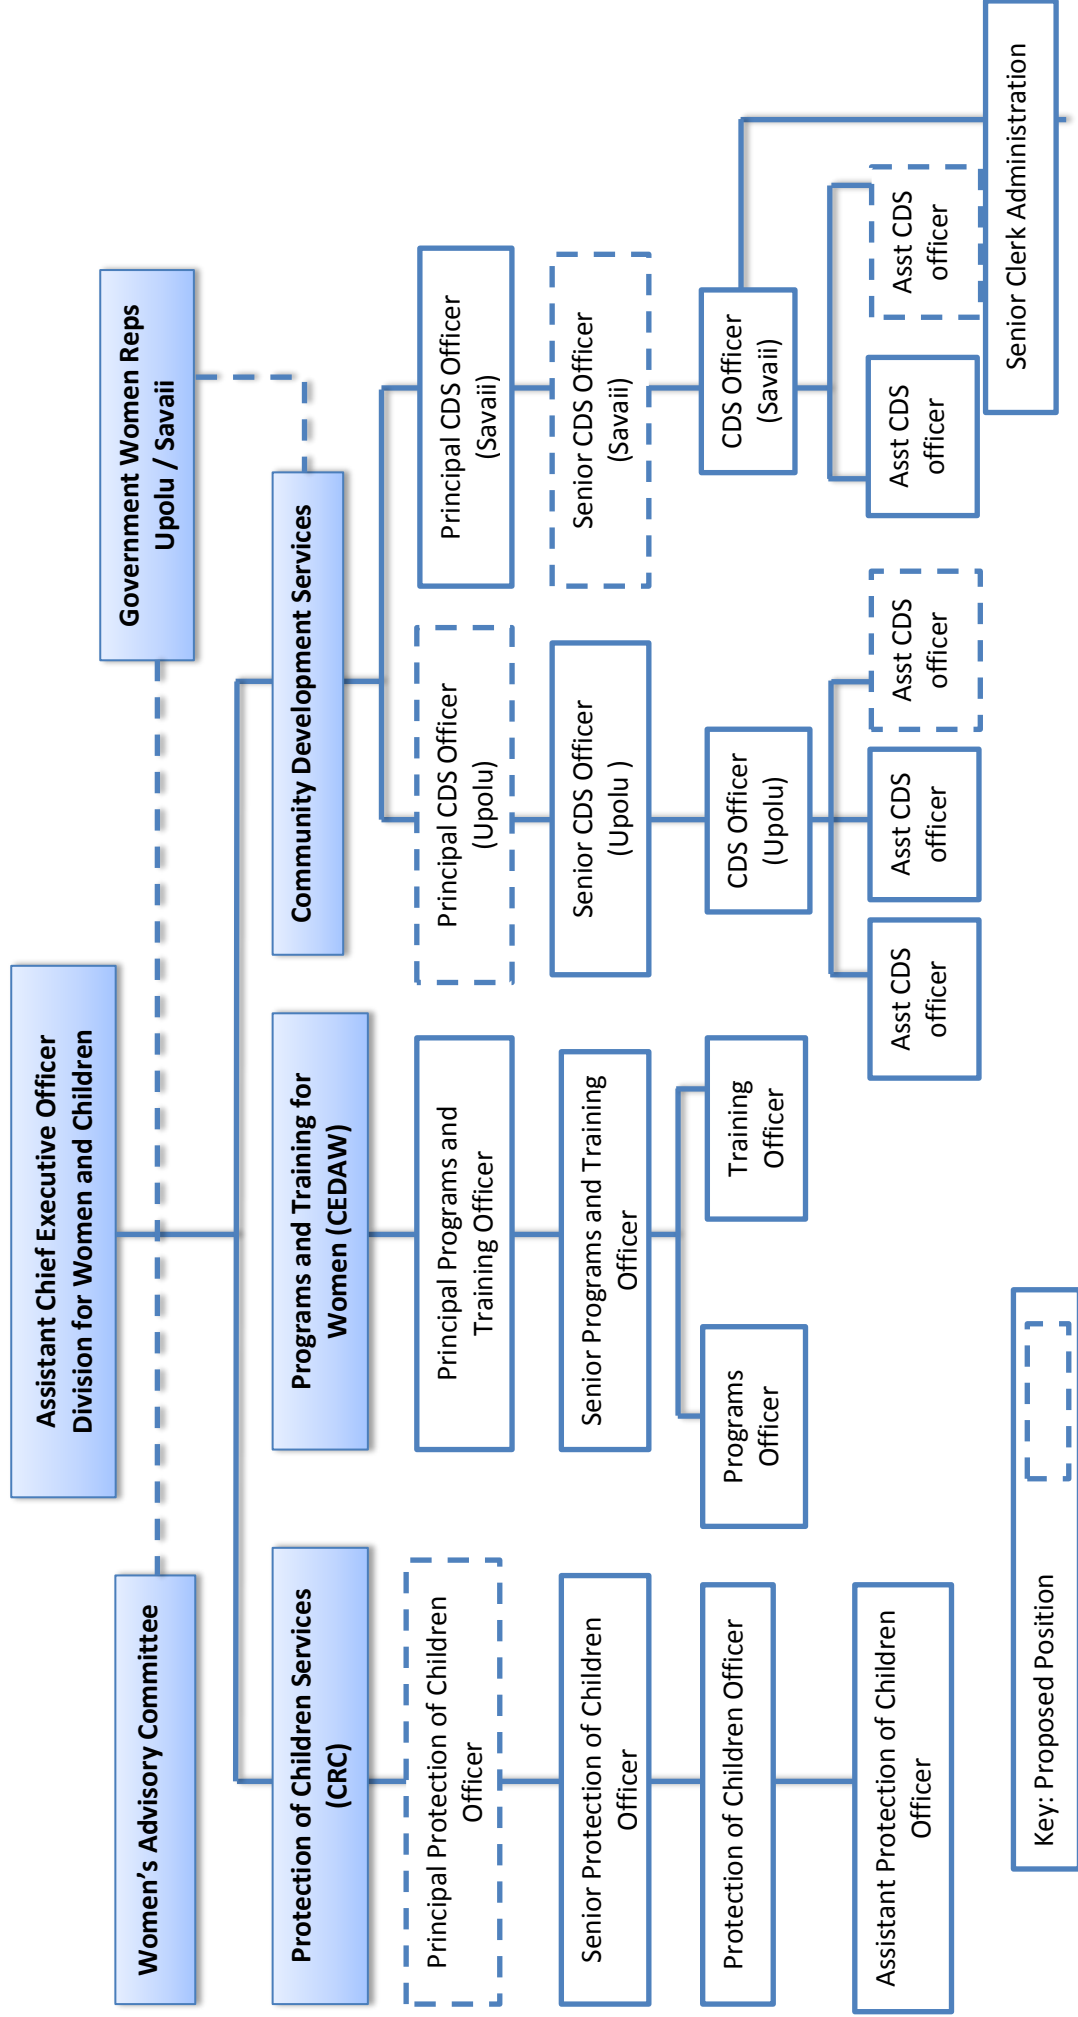 Assistant Chief Executive Officer
Division for Women and Children
Women’s Advisory Committee
Government Women Reps
Upolu / Savaii
Protection of Children Services
(CRC)
Programs and Training for
Women (CEDAW)
Community Development Services
Principal Protection of Children
Officer
Principal Programs and
Training Officer
Principal CDS Officer
(Upolu)
Principal CDS Officer
(Savaii)
Senior Protection of Children
Officer
Senior Programs and Training
Officer
Senior CDS Officer
(Upolu )
Senior CDS Officer
(Savaii)
Protection of Children Officer
Programs
Officer
Training
Officer
CDS Officer
(Upolu)
CDS Officer
(Savaii)
Assistant Protection of Children
Officer
Asst CDS
officer
Asst CDS
officer
Asst CDS
officer
Asst CDS
officer
Asst CDS
officer
Senior Clerk Administration
Key: Proposed Position